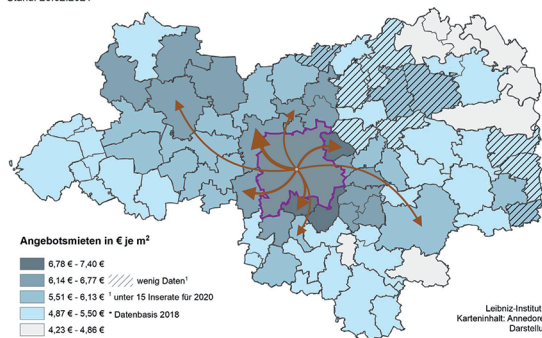 Angebotsmieten in € je m²
6,78 € - 7,40 €
6,14 € - 6,77 € wenig Daten¹
5,51 € - 6,13 € ¹ unter 15 Inserate für 2020
4,87 € - 5,50 € * Datenbasis 2018
4,23 € - 4,86 €
Leibniz-Institut
Karteninhalt: Annedore
Darstellu